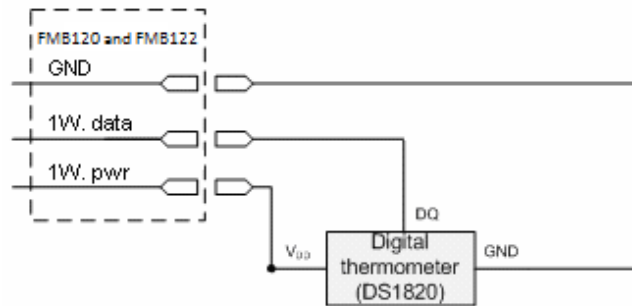 FMB120 and FMB122
GND
1W. data
1W. pwr
DQ
VDD
Digital
thermometer
(DS1820)
GND